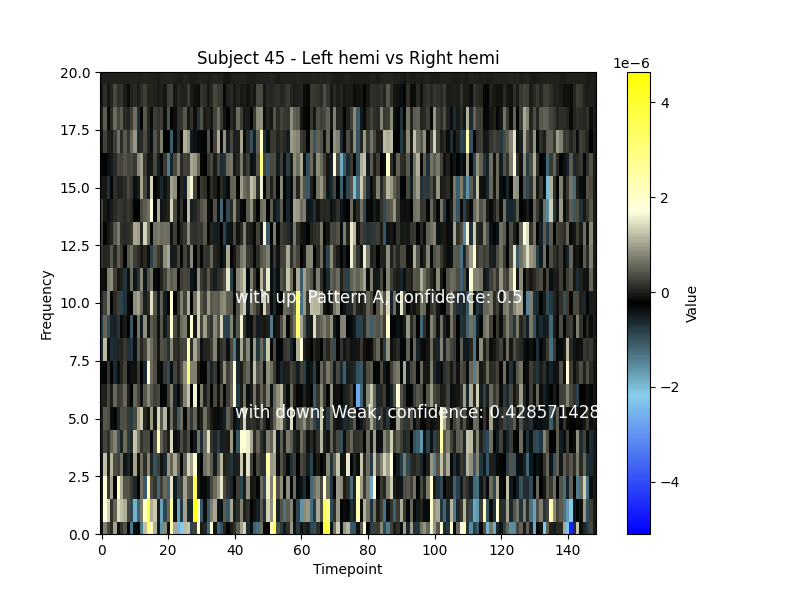 Subject 45 - Left hemi vs Right hemi
1e−6
20.0
17.5
15.0
12.5
10.0
7.5
5.0
2.5
0.0
Frequency
with up: Pattern A, confidence: 0.5
with down: Weak, confidence: 0.428571428
0 20 40 60 80 100 120 140
Timepoint
4
2
0
−2
−4
Value